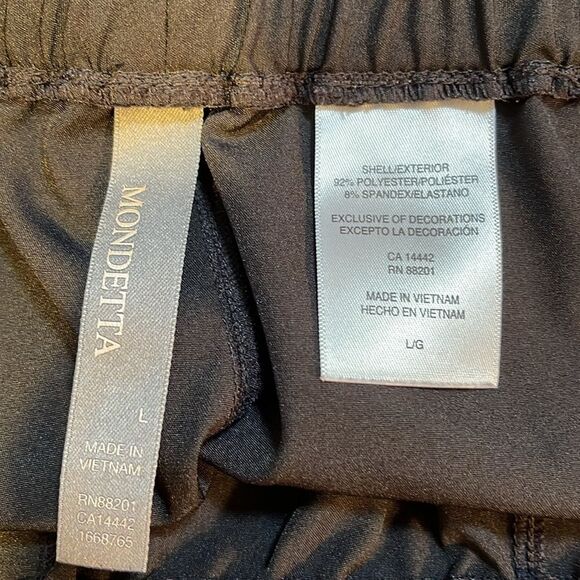 MONDETTA
L
MADE IN
VIETNAM
RN88201
CA14442
1668765
SHELL/EXTERIOR
92% POLYESTER/POLIÉSTER
8% SPANDEX/ELASTANO
EXCLUSIVE OF DECORATIONS
EXCEPTO LA DECORACIÓN
CA 14442
RN 88201
MADE IN VIETNAM
HECHO EN VIETNAM
L/G